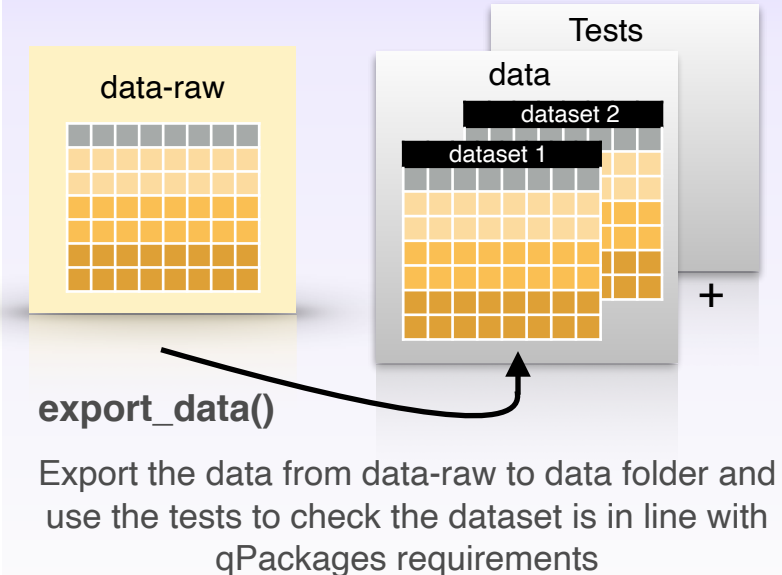 Tests
data-raw
data
dataset 2
dataset 1
+
export_data()
Export the data from data-raw to data folder and
use the tests to check the dataset is in line with
qPackages requirements